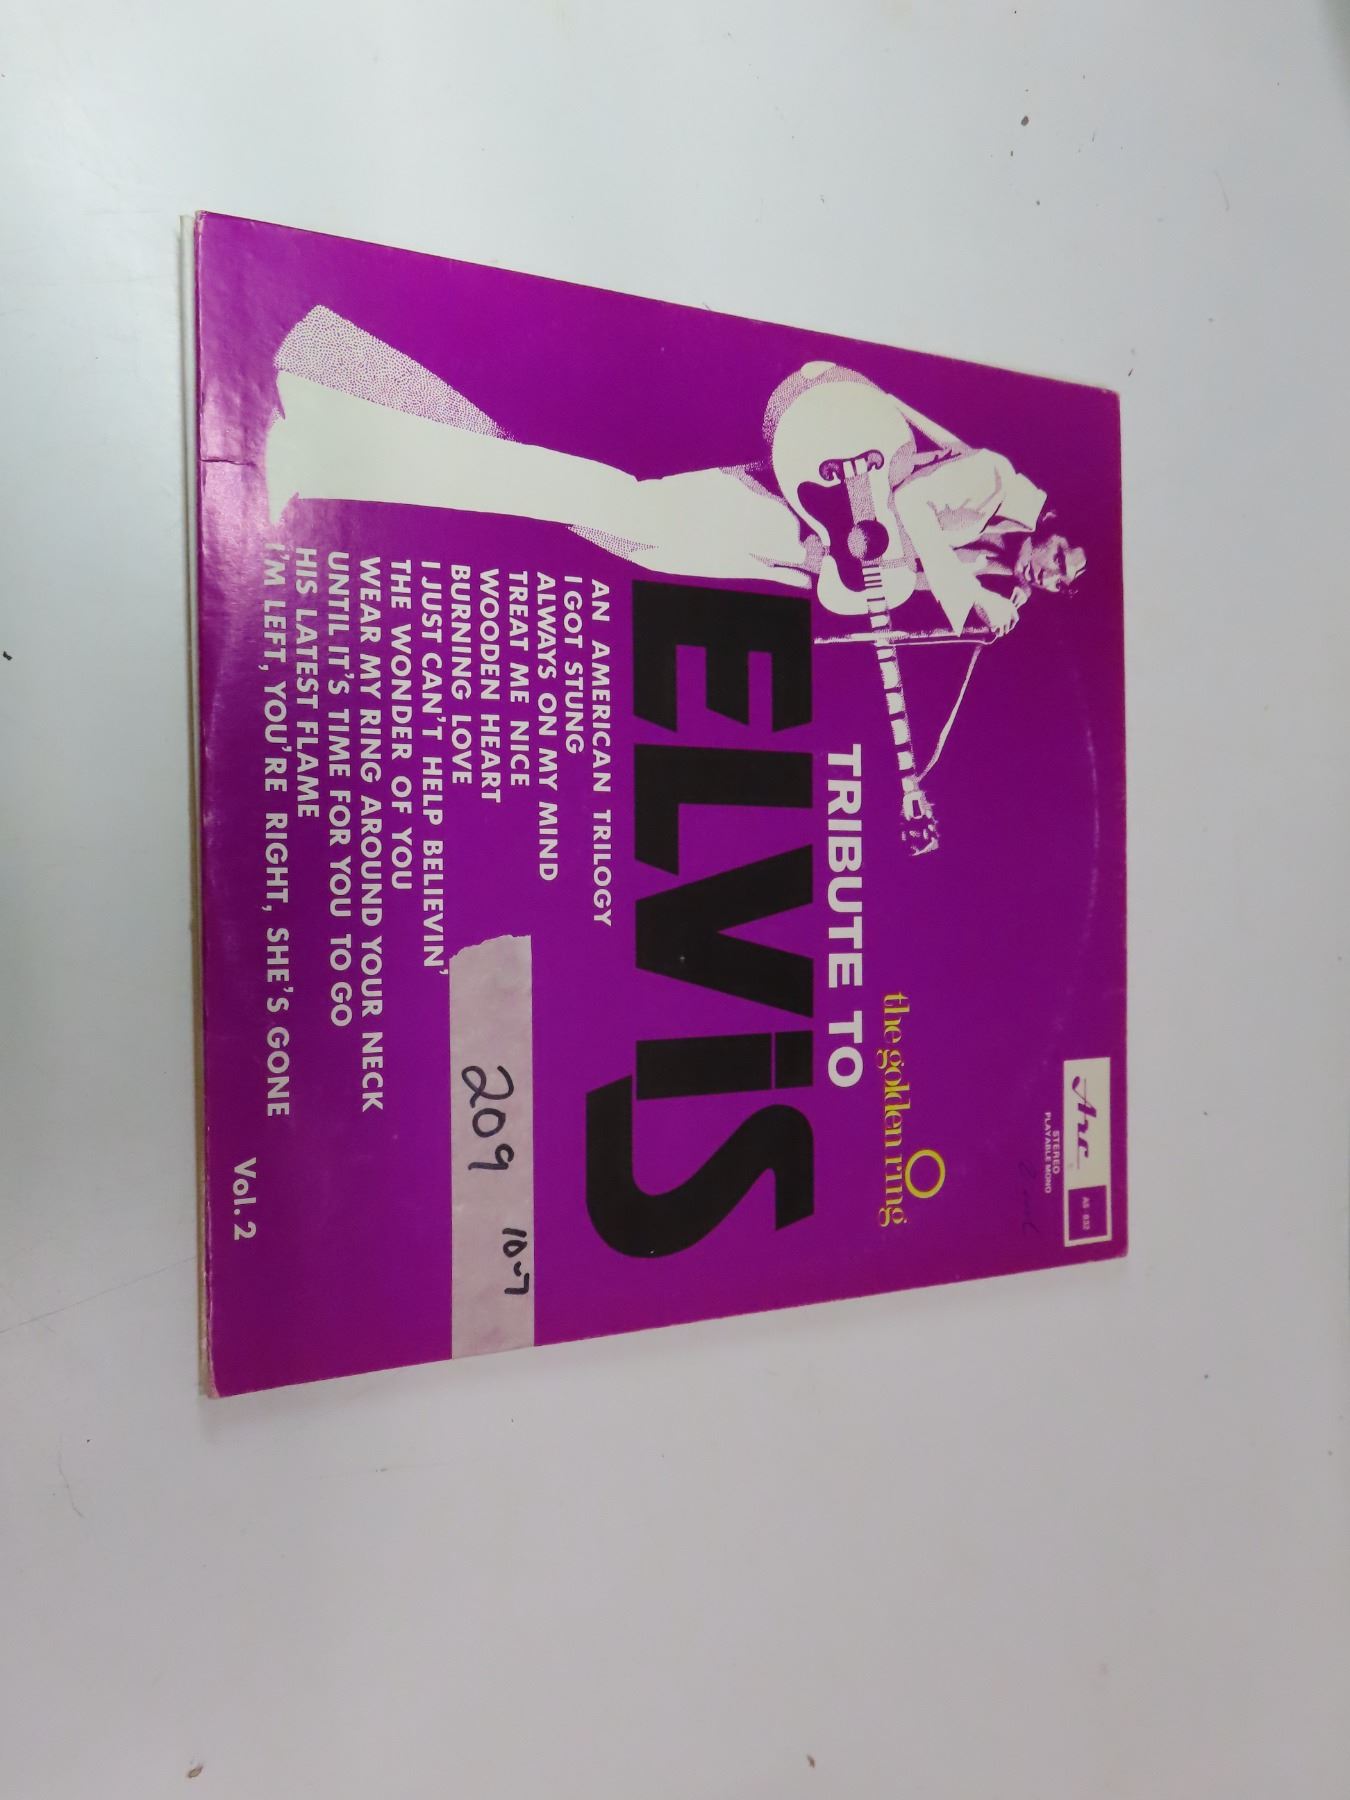 Arc
STEREO
PLAYABLE MONO
AS 832
the golden ring
TRIBUTE TO
ELViS
AN AMERICAN TRILOGY
I GOT STUNG
ALWAYS ON MY MIND
TREAT ME NICE
WOODEN HEART
BURNING LOVE
I JUST CAN'T HELP BELIEVIN'
THE WONDER OF YOU
WEAR MY RING AROUND YOUR NECK
UNTIL IT'S TIME FOR YOU TO GO
HIS LATEST FLAME
I'M LEFT, YOU'RE RIGHT, SHE'S GONE
209
10-7
Vol. 2